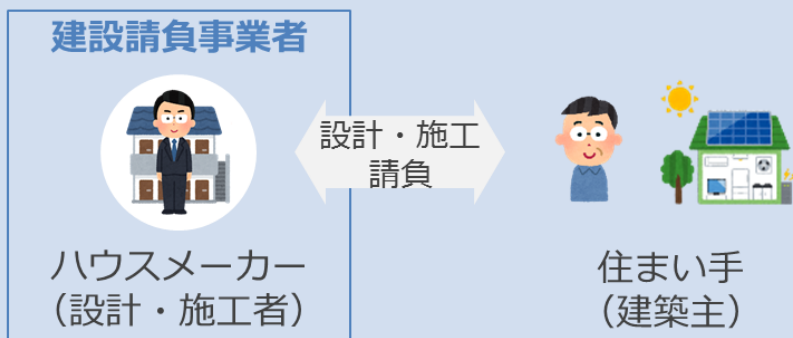 建設請負事業者
設計・施工
請負
ハウスメーカー
（設計・施工者）
住まい手
（建築主）